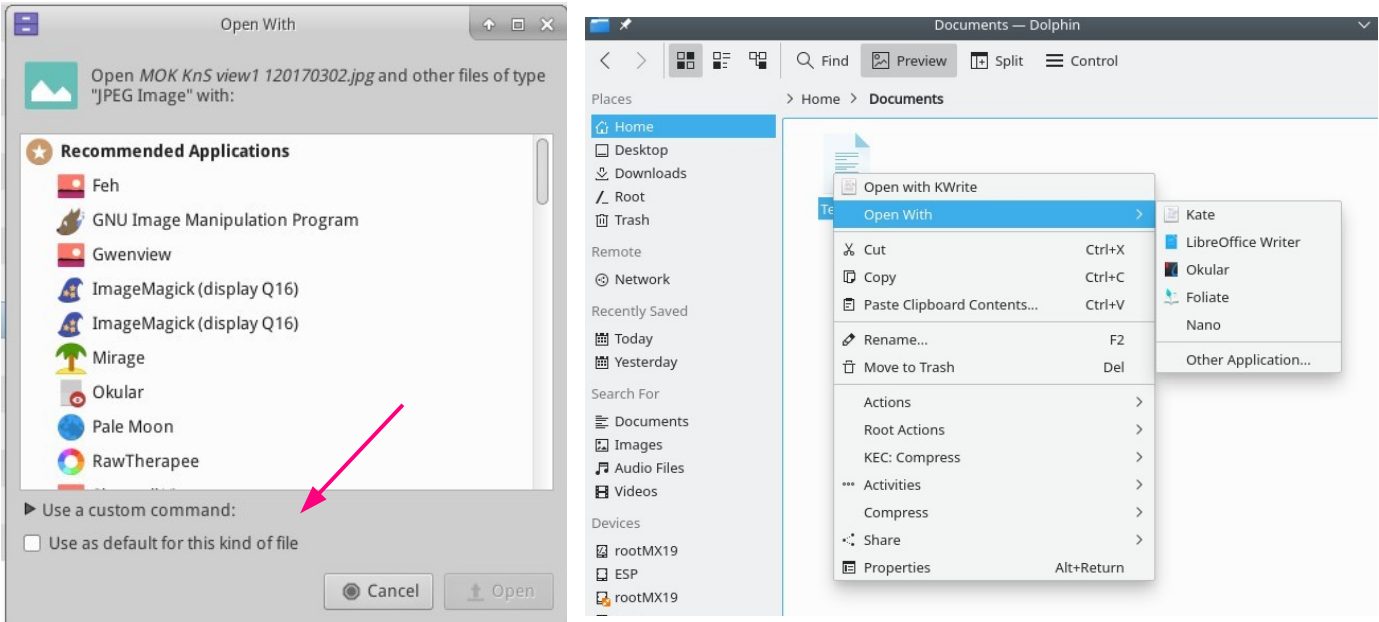 Open With
Open MOK KnS view1 120170302.jpg and other files of type
"JPEG Image" with:
Recommended Applications
Feh
GNU Image Manipulation Program
Gwenview
ImageMagick (display Q16)
ImageMagick (display Q16)
Mirage
Okular
Pale Moon
RawTherapee
Use a custom command:
Use as default for this kind of file
Cancel
Open
Documents — Dolphin
Find
Preview
Split
Control
Places
Home
Desktop
Downloads
Root
Trash
Remote
Network
Recently Saved
Today
Yesterday
Search For
Documents
Images
Audio Files
Videos
Devices
rootMX19
ESP
rootMX19
> Home > Documents
Te
Open with KWrite
Open With
Cut Ctrl+X
Copy Ctrl+C
Paste Clipboard Contents... Ctrl+V
Rename... F2
Move to Trash Del
Actions
Root Actions
KEC: Compress
Activities
Compress
Share
Properties Alt+Return
Kate
LibreOffice Writer
Okular
Foliate
Nano
Other Application...